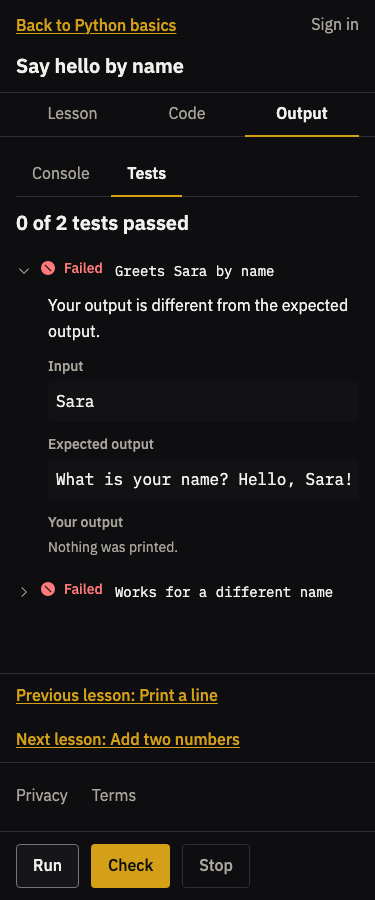 Back to Python basics
Sign in
Say hello by name
Lesson
Code
Output
Console
Tests
0 of 2 tests passed
Failed
Greets Sara by name
Your output is different from the expected
output.
Input
Sara
Expected output
What is your name? Hello, Sara!
Your output
Nothing was printed.
Failed
Works for a different name
Previous lesson: Print a line
Next lesson: Add two numbers
Privacy
Terms
Run
Check
Stop